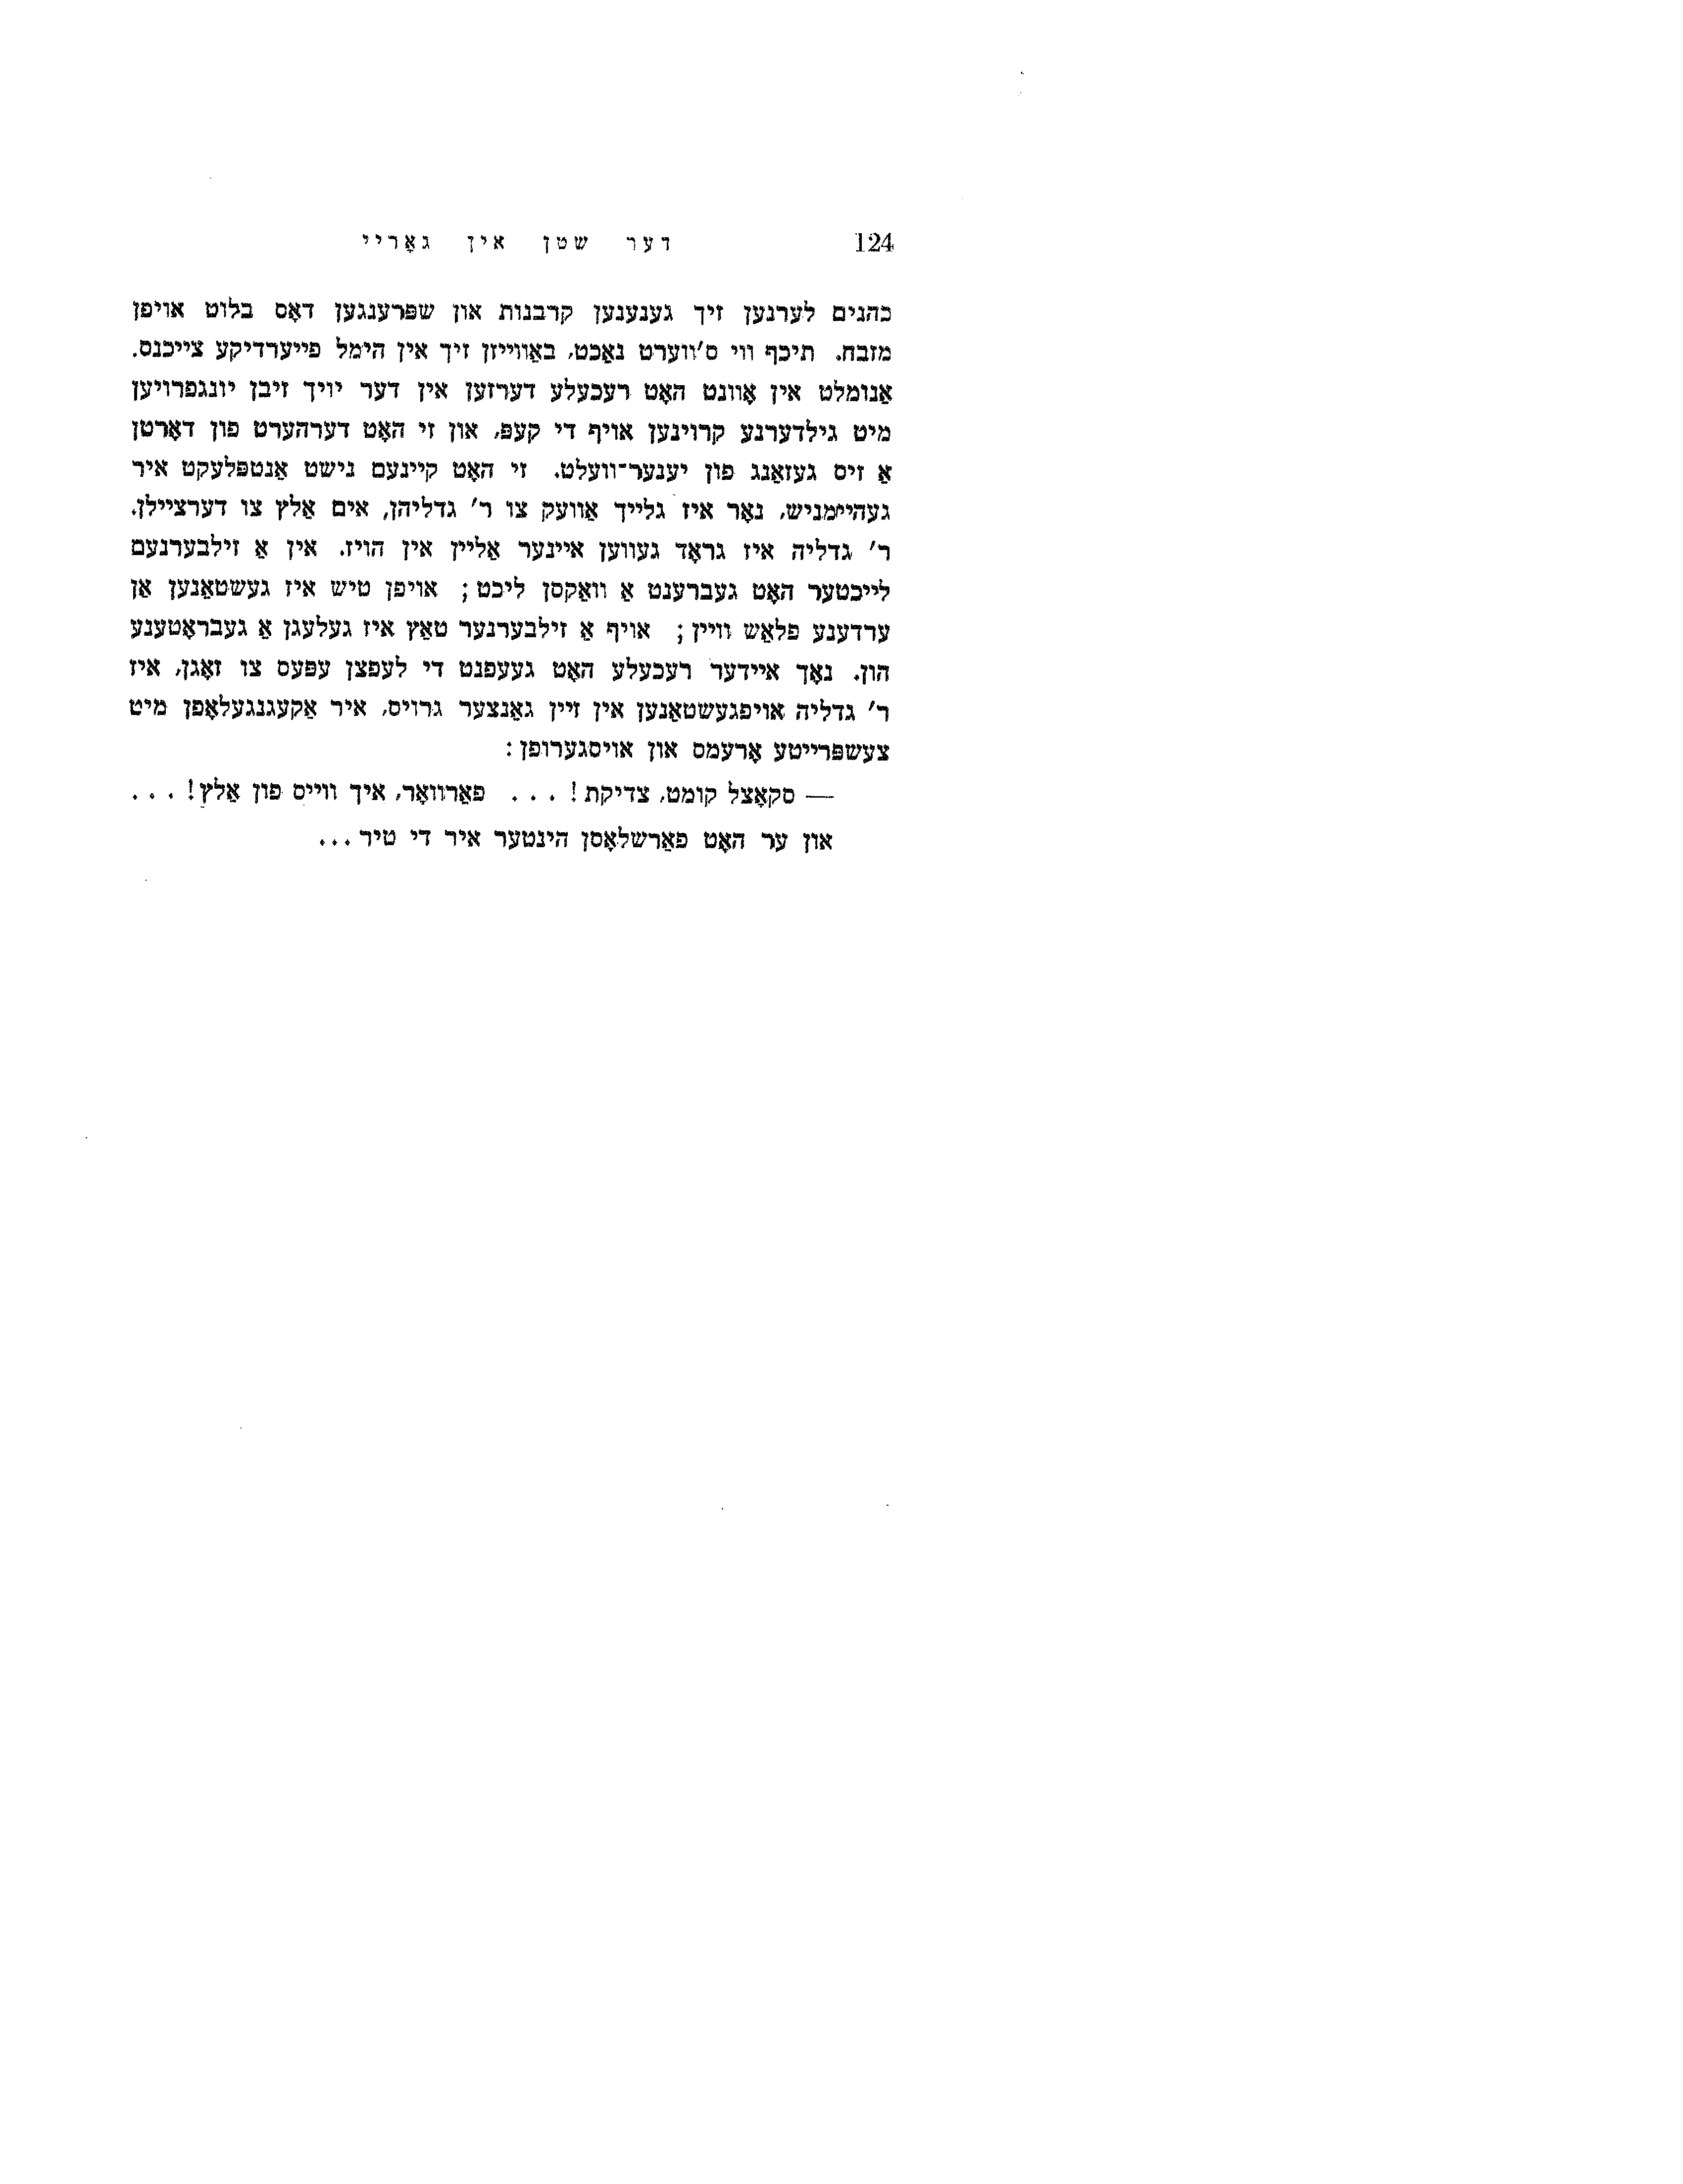 124 דער שטן אין גאָריי
כהנים לערנען זיך גענענען קרבנות און שפּרענגען דאָס בלוט אויפן
מזבח. תיכף ווי ס'ווערט נאַכט, באַווייזן זיך אין הימל פייערדיקע צייכנס.
אַנומלט אין אָוונט האָט רעכעלע דערזען אין דער יויך זיבן יונגפרויען
מיט גילדערנע קרוינען אויף די קעפּ, און זי האָט דערהערט פון דאָרטן
אַ זיס געזאַנג פון יענער־וועלט. זי האָט קיינעם נישט אַנטפּלעקט איר
געהיימניש, נאָר איז גלייך אַוועק צו ר' גדליהן, אים אַלץ צו דערציילן.
ר' גדליה איז גראָד געווען איינער אַליין אין הויז. אין אַ זילבערנעם
לייכטער האָט געברענט אַ וואַקסן ליכט; אויפן טיש איז געשטאַנען אַן
ערדענע פלאַש וויין; אויף אַ זילבערנער טאַץ איז געלעגן אַ געבראָטענע
הון. נאָך איידער רעכעלע האָט געעפנט די לעפצן עפּעס צו זאָגן, איז
ר' גדליה אויפגעשטאַנען אין זיין גאַנצער גרויס, איר אַקעגנגעלאָפן מיט
צעשפּרייטע אָרעמס און אויסגערופן:
— סקאָצל קומט, צדיקת! ... פאַרוואָר, איך ווייס פון אַלץ! ...
און ער האָט פאַרשלאָסן הינטער איר די טיר...